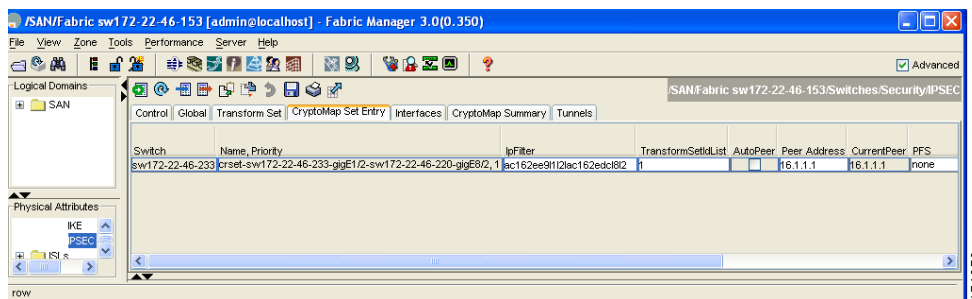 /SAN/Fabric sw172-22-46-153 [admin@localhost] - Fabric Manager 3.0(0.350)
File View Zone Tools Performance Server Help
Advanced
Logical Domains
/SAN/Fabric sw172-22-46-153/Switches/Security/IPSEC
SAN
Control Global Transform Set CryptoMap Set Entry Interfaces CryptoMap Summary Tunnels
Switch Name, Priority IpFilter TransformSetIdList AutoPeer Peer Address CurrentPeer PFS
sw172-22-46-233 crset-sw172-22-46-233-gigE1/2-sw172-22-46-220-gigE8/2, 1 1 16.1.1.1 16.1.1.1 none
Physical Attributes
IKE
IPSEC
ISLs
row